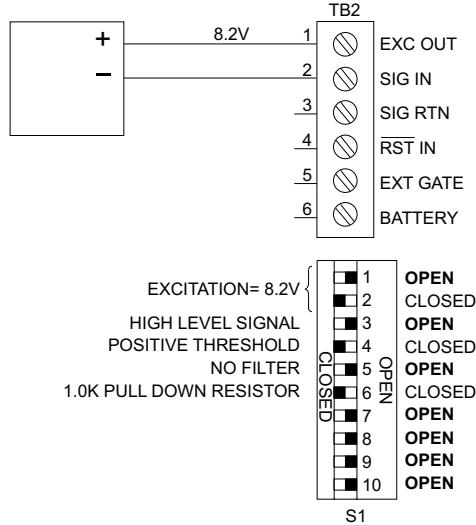 TB2
+ 8.2V 1 EXC OUT
– 2 SIG IN
3 SIG RTN
4 RST IN
5 EXT GATE
6 BATTERY
EXCITATION= 8.2V
1 OPEN
2 CLOSED
HIGH LEVEL SIGNAL 3 OPEN
POSITIVE THRESHOLD 4 CLOSED
NO FILTER 5 OPEN
1.0K PULL DOWN RESISTOR 6 CLOSED
7 OPEN
8 OPEN
9 OPEN
10 OPEN
CLOSED
OPEN
S1